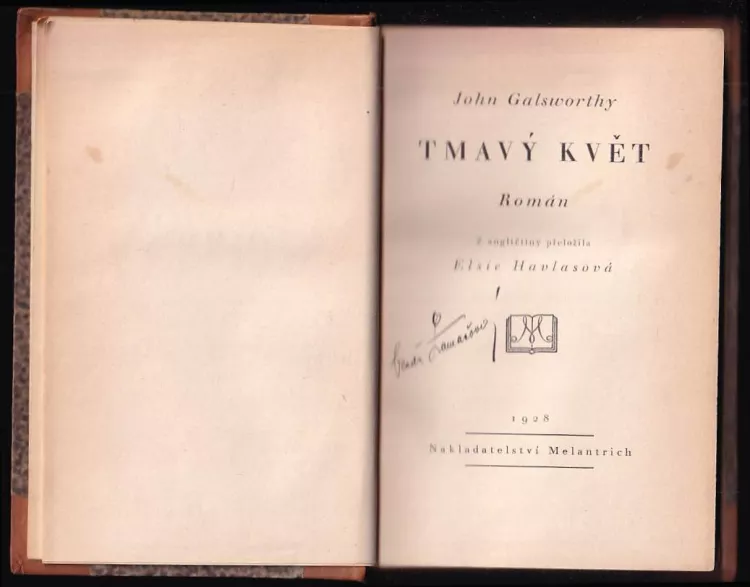 John Galsworthy
TMAVÝ KVĚT
Román
Z angličtiny přeložila
Elsie Havlasová
1928
Nakladatelství Melantrich